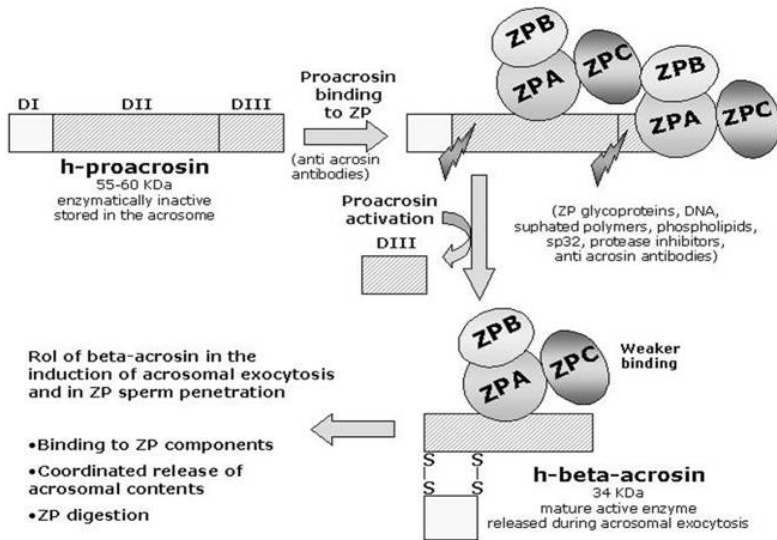 DI
DII
DIII
h-proacrosin
55-60 KDa
enzymatically inactive
stored in the acrosome
Proacrosin
binding
to ZP
(anti acrosin
antibodies)
ZPB
ZPA
ZPC
ZPB
ZPA
ZPC
Proacrosin
activation
DIII
(ZP glycoproteins, DNA,
suphated polymers, phospholipids,
sp32, protease inhibitors,
anti acrosin antibodies)
ZPB
ZPA
ZPC
Weaker
binding
Rol of beta-acrosin in the
induction of acrosomal exocytosis
and in ZP sperm penetration
•Binding to ZP components
•Coordinated release of
acrosomal contents
•ZP digestion
S S
S S
h-beta-acrosin
34 KDa
mature active enzyme
released during acrosomal exocytosis